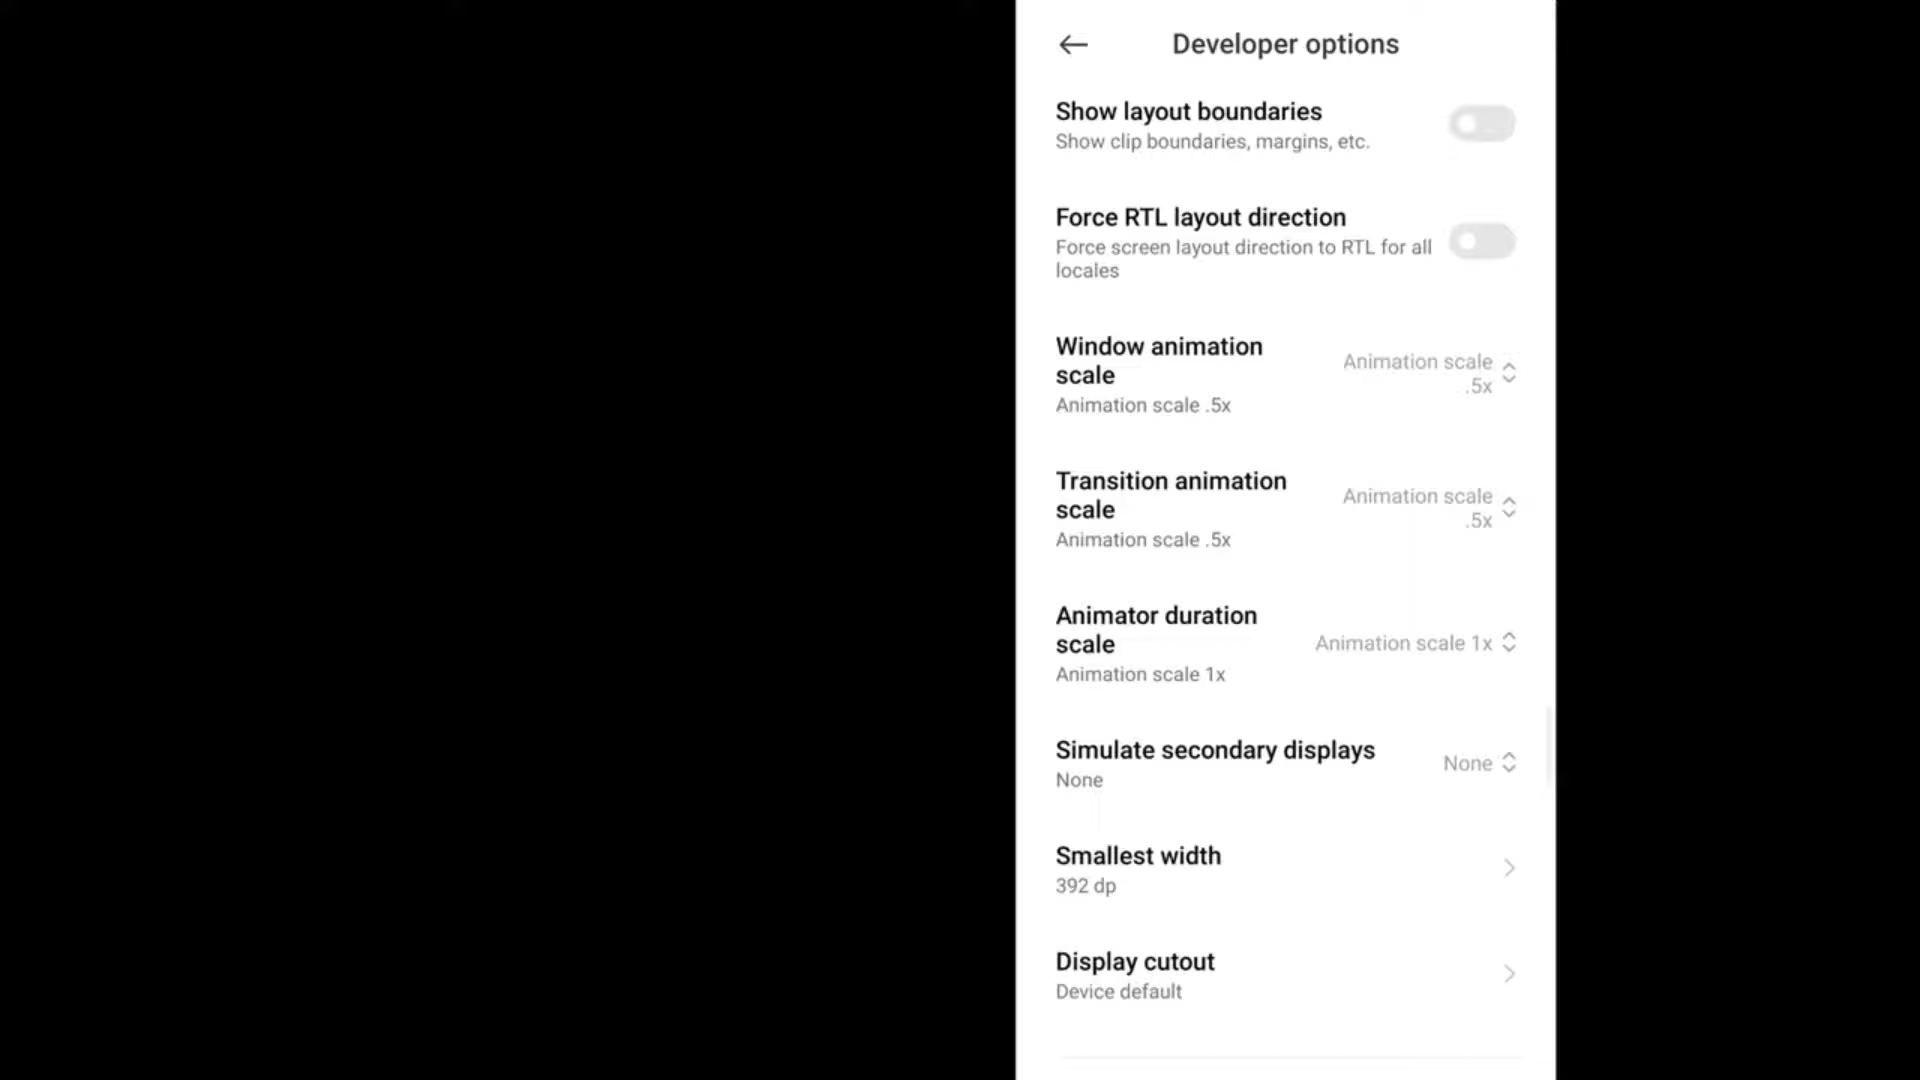 Developer options
Show layout boundaries
Show clip boundaries, margins, etc.
Force RTL layout direction
Force screen layout direction to RTL for all
locales
Window animation
scale
Animation scale .5x
Animation scale
.5x
Transition animation
scale
Animation scale .5x
Animation scale
.5x
Animator duration
scale
Animation scale 1x
Animation scale 1x
Simulate secondary displays
None
None
Smallest width
392 dp
Display cutout
Device default